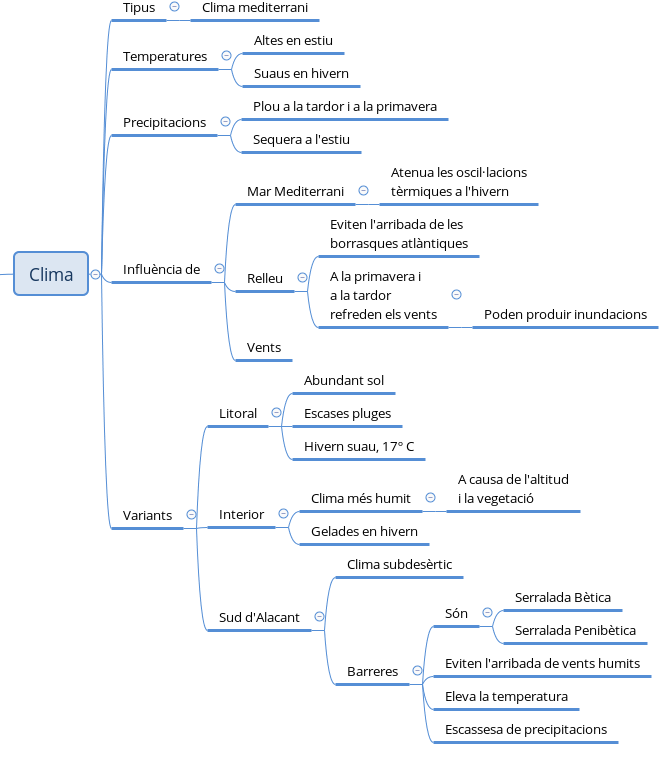 Tipus
Clima mediterrani
Temperatures
Altes en estiu
Suaus en hivern
Precipitacions
Plou a la tardor i a la primavera
Sequera a l'estiu
Clima
Influència de
Mar Mediterrani
Atenua les oscil·lacions
tèrmiques a l'hivern
Relleu
Eviten l'arribada de les
borrasques atlàntiques
A la primavera i
a la tardor
refreden els vents
Poden produir inundacions
Vents
Variants
Litoral
Abundant sol
Escases pluges
Hivern suau, 17º C
Interior
Clima més humit
A causa de l'altitud
i la vegetació
Gelades en hivern
Sud d'Alacant
Clima subdesèrtic
Barreres
Són
Serralada Bètica
Serralada Penibètica
Eviten l'arribada de vents humits
Eleva la temperatura
Escassesa de precipitacions